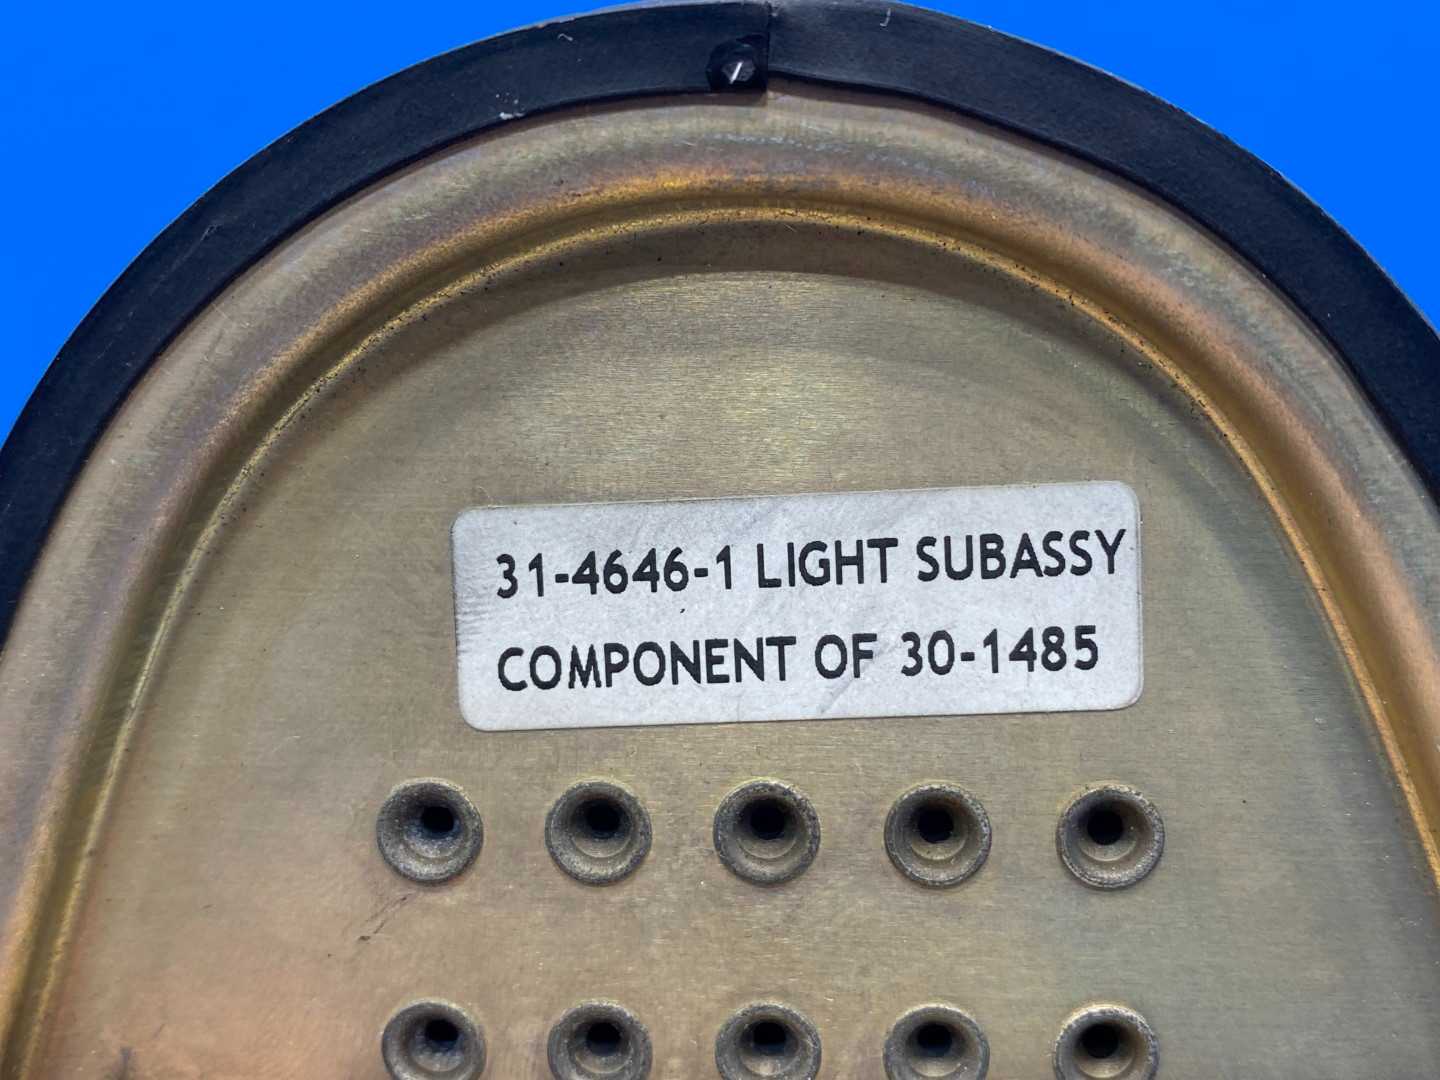 31-4646-1 LIGHT SUBASSY
COMPONENT OF 30-1485